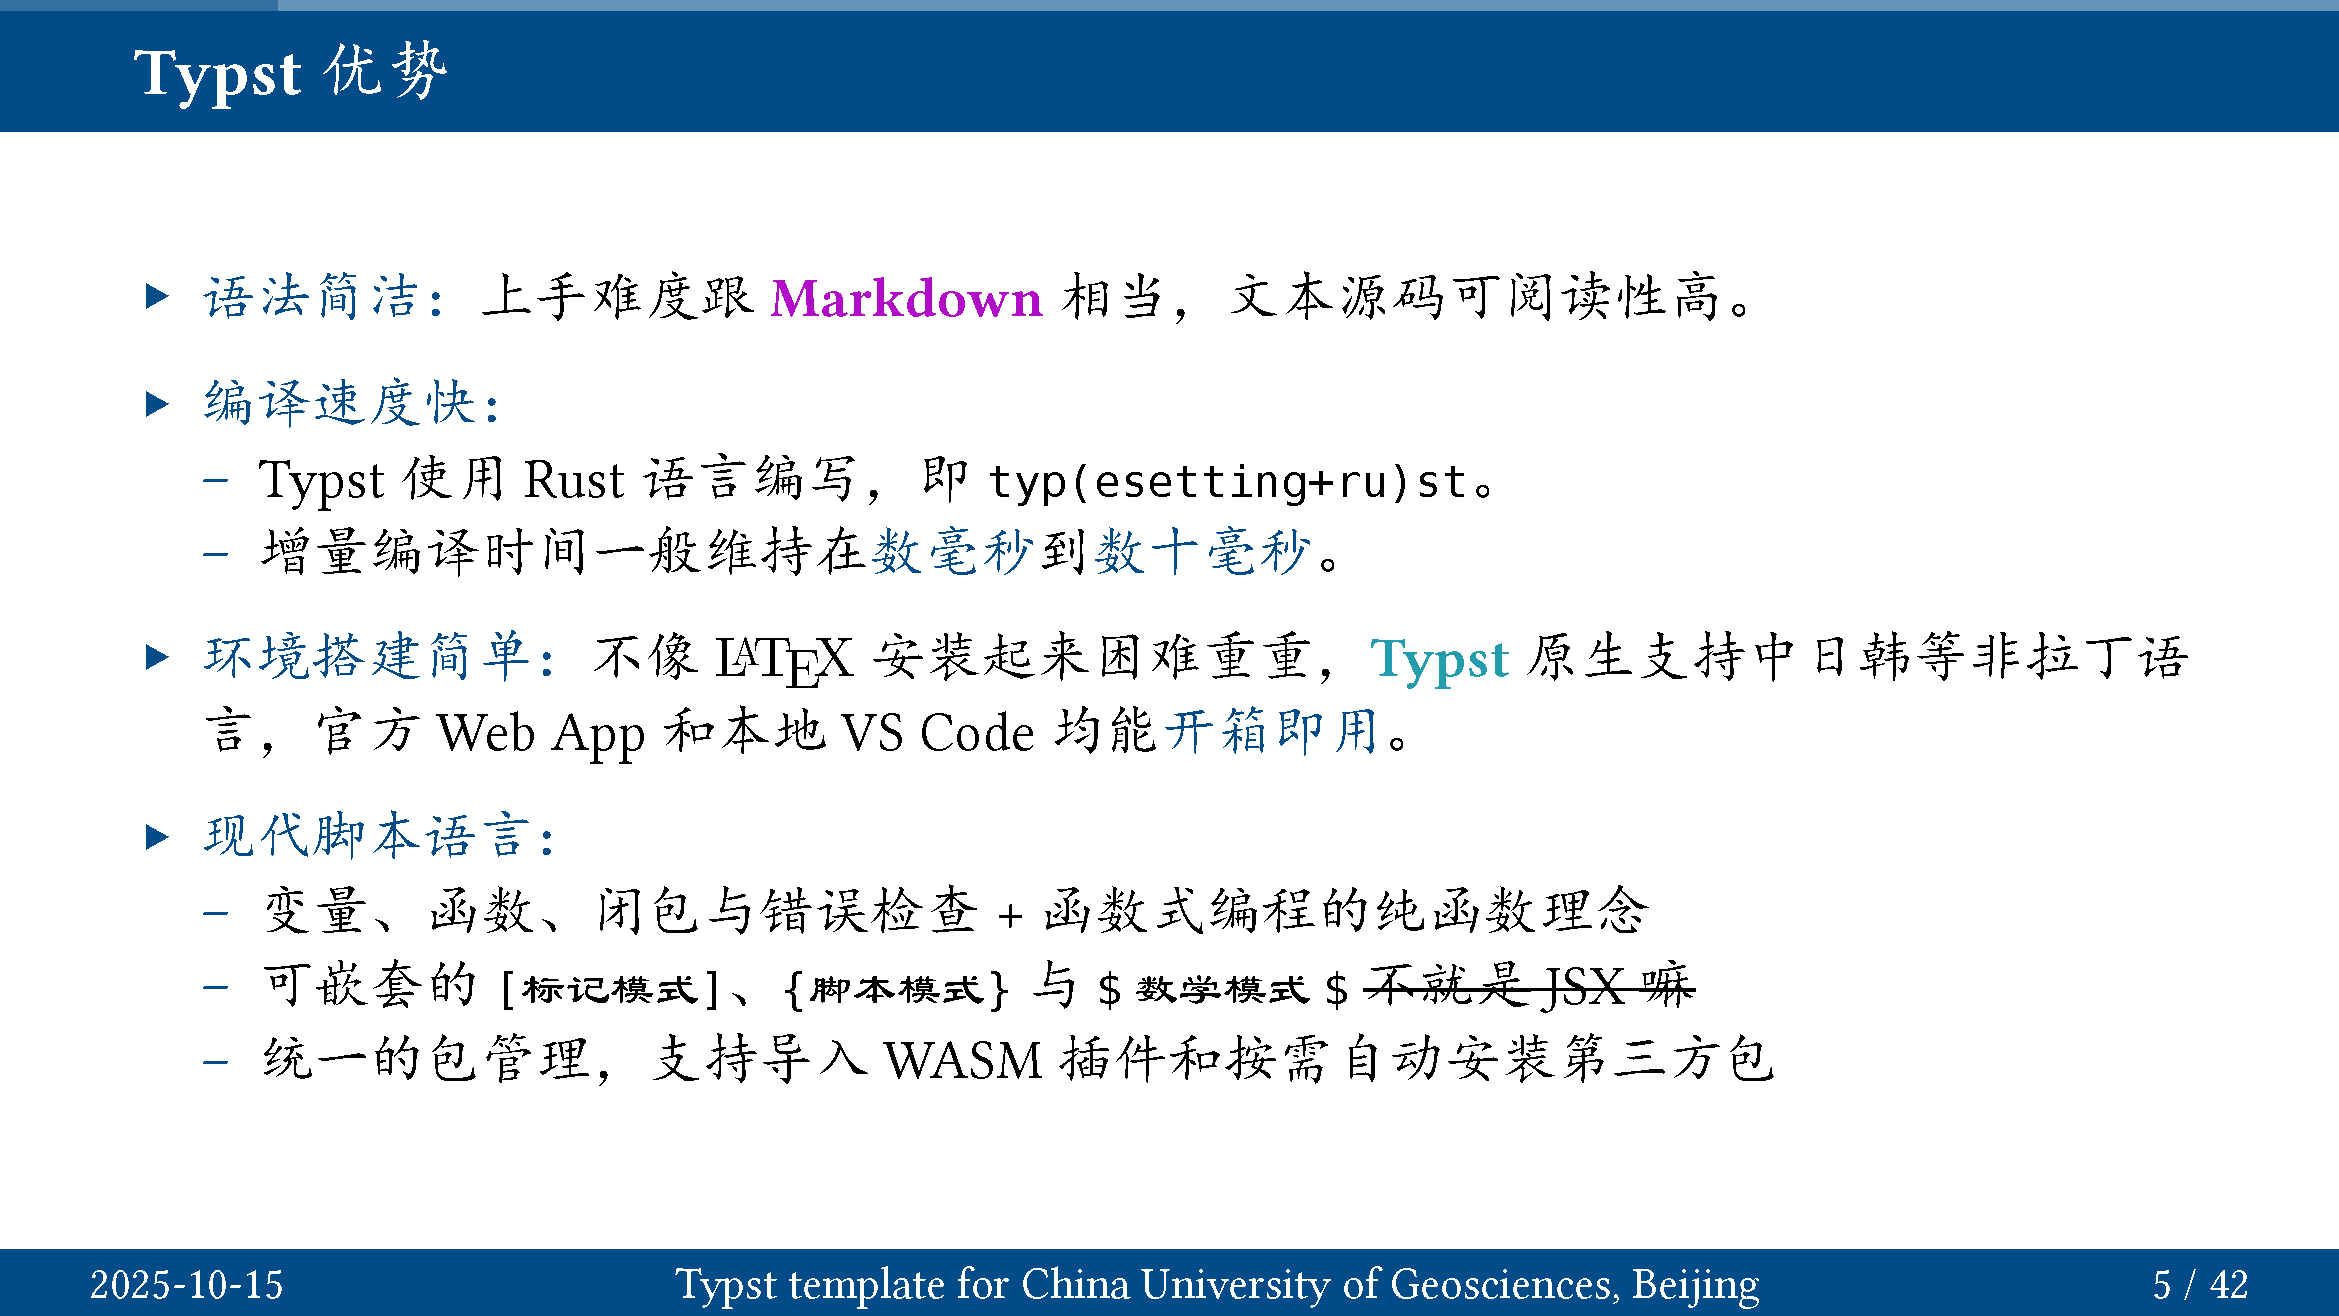 Typst 优势
▶ 语法简洁：上手难度跟 Markdown 相当，文本源码可阅读性高。
▶ 编译速度快：
– Typst 使用 Rust 语言编写，即 typ(esetting+ru)st。
– 增量编译时间一般维持在数毫秒到数十毫秒。
▶ 环境搭建简单：不像 LATEX 安装起来困难重重，Typst 原生支持中日韩等非拉丁语
言，官方 Web App 和本地 VS Code 均能开箱即用。
▶ 现代脚本语言：
– 变量、函数、闭包与错误检查 + 函数式编程的纯函数理念
– 可嵌套的 [标记模式]、{脚本模式} 与 $ 数学模式 $ 不就是 JSX 嘛
– 统一的包管理，支持导入 WASM 插件和按需自动安装第三方包
2025-10-15 Typst template for China University of Geosciences, Beijing 5 / 42